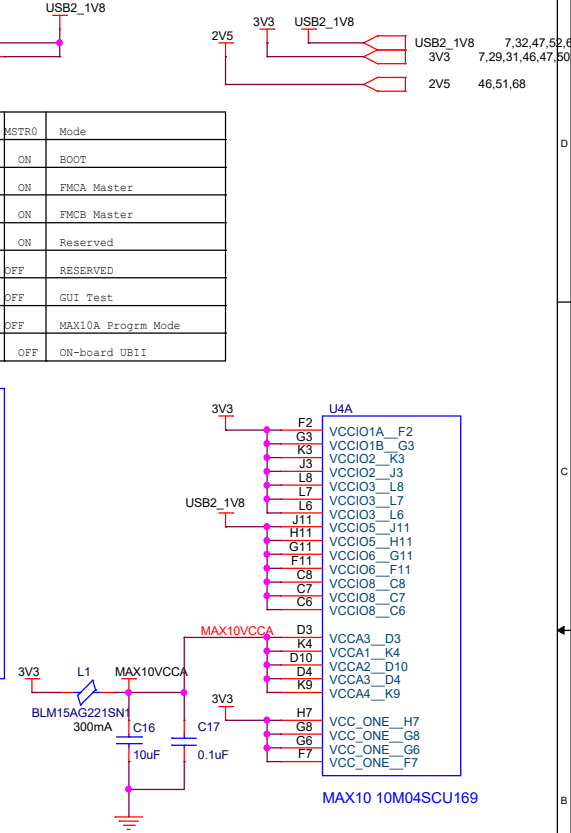 USB2_1V8
2V5
3V3
USB2_1V8
USB2_1V8 7,32,47,52,6
3V3 7,29,31,46,47,50
2V5 46,51,68
D
MSTR0 Mode
ON BOOT
ON FMCA Master
ON FMCB Master
ON Reserved
OFF RESERVED
OFF GUI Test
OFF MAX10A Progrm Mode
OFF ON-board UBII
C
3V3
U4A
F2 VCCIO1A__F2
G3 VCCIO1B__G3
K3 VCCIO2__K3
J3 VCCIO2__J3
L8 VCCIO3__L8
L7 VCCIO3__L7
L6 VCCIO3__L6
USB2_1V8
J11 VCCIO5__J11
H11 VCCIO5__H11
G11 VCCIO6__G11
F11 VCCIO6__F11
C8 VCCIO8__C8
C7 VCCIO8__C7
C6 VCCIO8__C6
MAX10VCCA
D3 VCCA3__D3
K4 VCCA1__K4
D10 VCCA2__D10
D4 VCCA3__D4
K9 VCCA4__K9
3V3
L1
MAX10VCCA
BLM15AG221SN1
300mA
3V3
H7 VCC_ONE__H7
G8 VCC_ONE__G8
G6 VCC_ONE__G6
F7 VCC_ONE__F7
C16
10uF
C17
0.1uF
MAX10 10M04SCU169
B